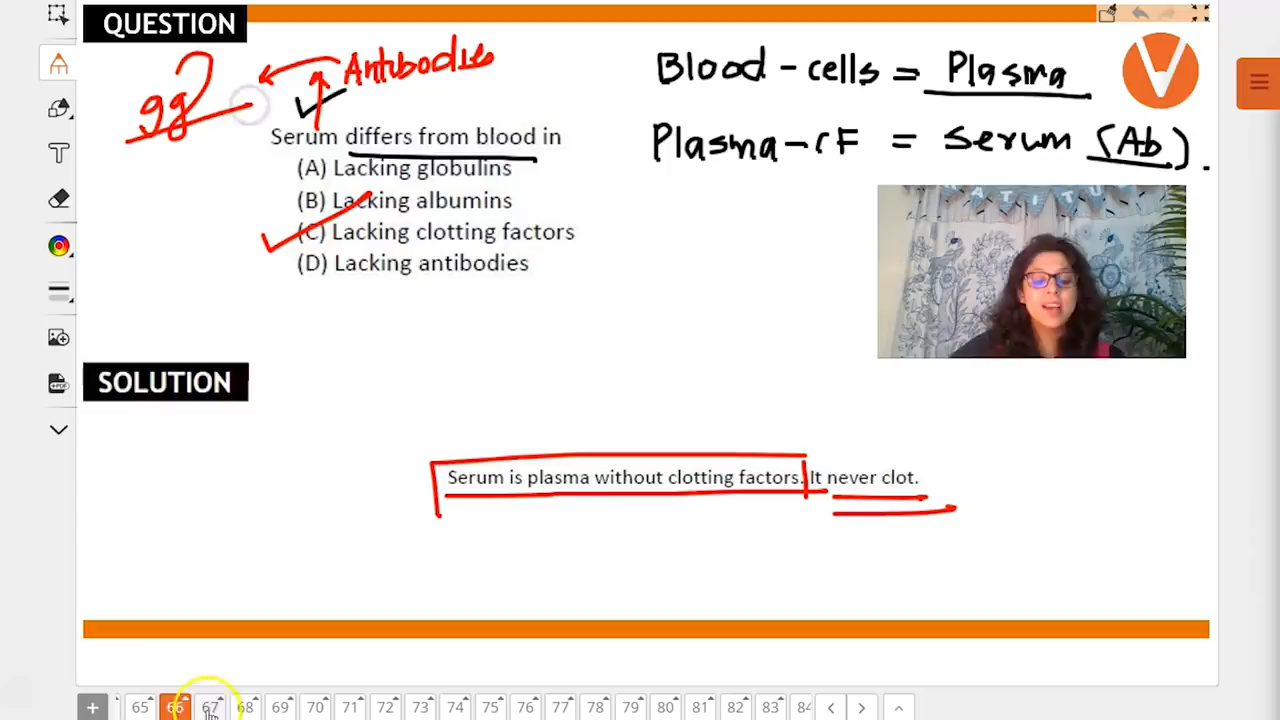 QUESTION
gg
Antibodies
Serum differs from blood in
(A) Lacking globulins
(B) Lacking albumins
(C) Lacking clotting factors
(D) Lacking antibodies
Blood - cells = Plasma
Plasma - CF = Serum (Ab).
SOLUTION
Serum is plasma without clotting factors. It never clot.
65 66 67 68 69 70 71 72 73 74 75 76 77 78 79 80 81 82 83 84